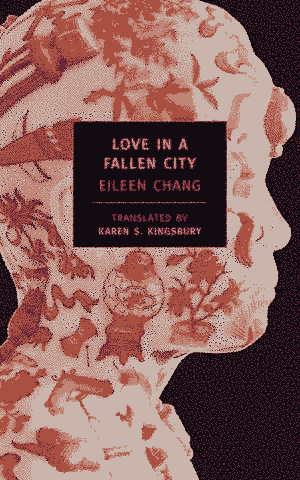 LOVE IN A
FALLEN CITY
EILEEN CHANG
TRANSLATED BY
KAREN S. KINGSBURY